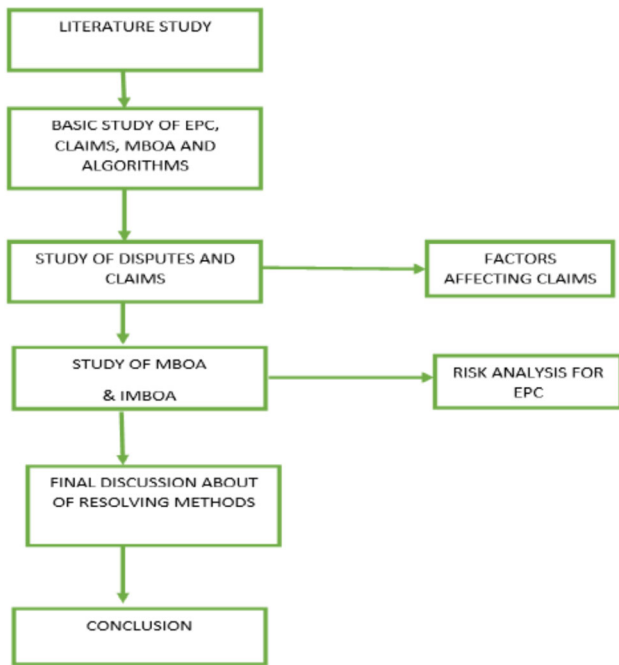 LITERATURE STUDY
BASIC STUDY OF EPC,
CLAIMS, MBOA AND
ALGORITHMS
STUDY OF DISPUTES AND
CLAIMS
FACTORS
AFFECTING CLAIMS
STUDY OF MBOA
& IMBOA
RISK ANALYSIS FOR
EPC
FINAL DISCUSSION ABOUT
OF RESOLVING METHODS
CONCLUSION